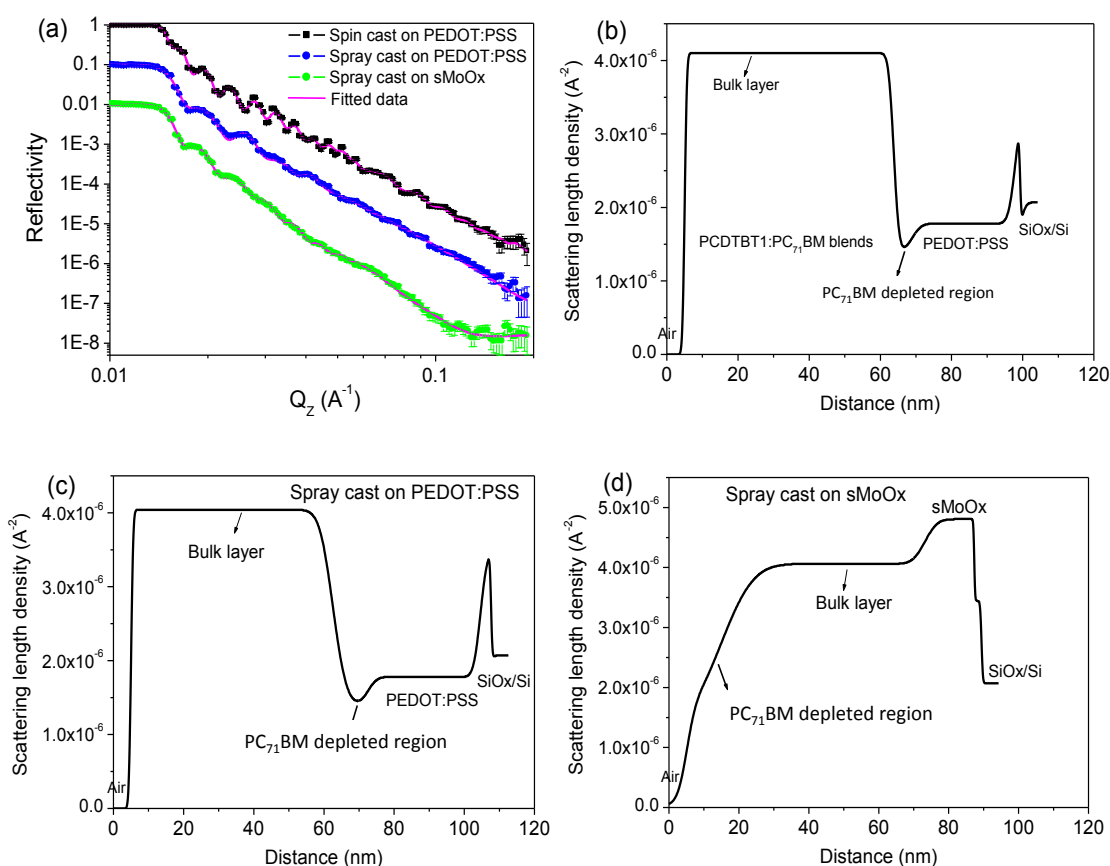 (a)
Spin cast on PEDOT:PSS
Spray cast on PEDOT:PSS
Spray cast on sMoOx
Fitted data
1
0.1
0.01
1E-3
1E-4
1E-5
1E-6
1E-7
1E-8
Reflectivity
0.01
0.1
Q_Z (A⁻¹)
(b)
4.0x10⁻⁶
2.0x10⁻⁶
0.0
Scattering length density (A⁻²)
Bulk layer
PCDTBT1:PC₇₁BM blends
PEDOT:PSS
SiOx/Si
PC₇₁BM depleted region
Air
0
20
40
60
80
100
120
Distance (nm)
(c)
Spray cast on PEDOT:PSS
4.0x10⁻⁶
3.0x10⁻⁶
2.0x10⁻⁶
1.0x10⁻⁶
0.0
Scattering length density (A⁻²)
Bulk layer
PEDOT:PSS
SiOx/Si
PC₇₁BM depleted region
Air
0
20
40
60
80
100
120
Distance (nm)
(d)
Spray cast on sMoOx
5.0x10⁻⁶
4.0x10⁻⁶
3.0x10⁻⁶
2.0x10⁻⁶
1.0x10⁻⁶
0.0
Scattering length density (A⁻²)
sMoOx
Bulk layer
SiOx/Si
PC₇₁BM depleted region
Air
0
20
40
60
80
100
120
Distance (nm)